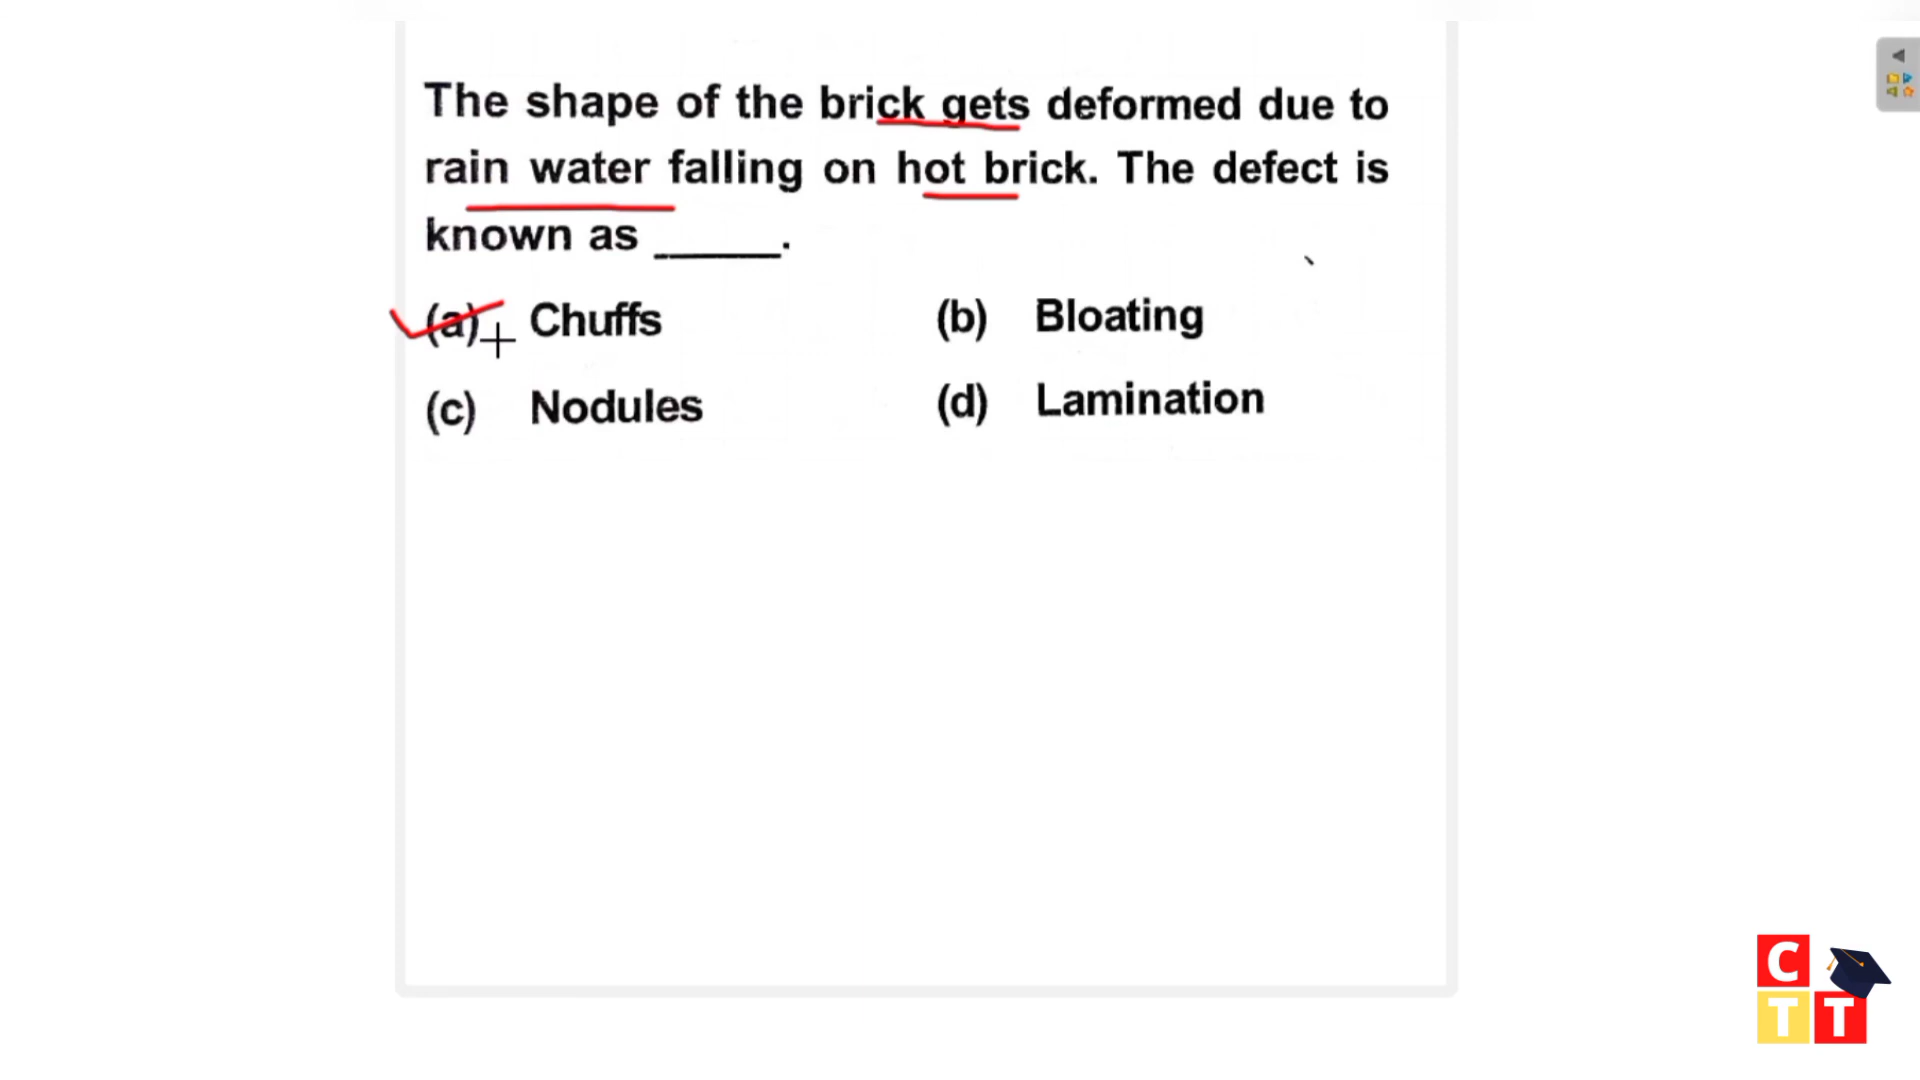 The shape of the brick gets deformed due to
rain water falling on hot brick. The defect is
known as _____.
(a) Chuffs (b) Bloating
(c) Nodules (d) Lamination
C
T T